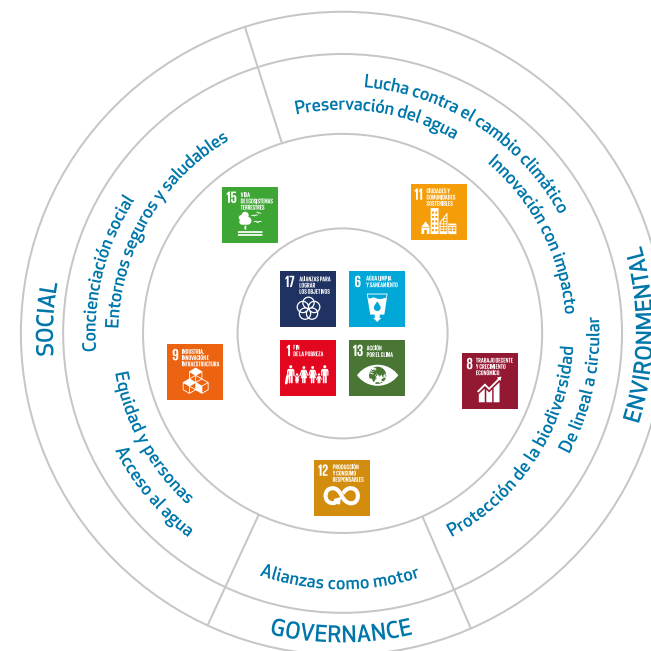 Lucha contra el cambio climático
Preservación del agua
Innovación con impacto
Entornos seguros y saludables
Concienciación social
SOCIAL
ENVIRONMENTAL
15 VIDA
DE ECOSISTEMAS
TERRESTRES
11 CIUDADES Y
COMUNIDADES
SOSTENIBLES
17 ALIANZAS PARA
LOGRAR
LOS OBJETIVOS
6 AGUA LIMPIA
Y SANEAMIENTO
9 INDUSTRIA,
INNOVACIÓN E
INFRAESTRUCTURA
1 FIN
DE LA POBREZA
13 ACCIÓN
POR EL CLIMA
8 TRABAJO DECENTE
Y CRECIMIENTO
ECONÓMICO
De lineal a circular
Protección de la biodiversidad
Equidad y personas
Acceso al agua
12 PRODUCCIÓN
Y CONSUMO
RESPONSABLES
Alianzas como motor
GOVERNANCE